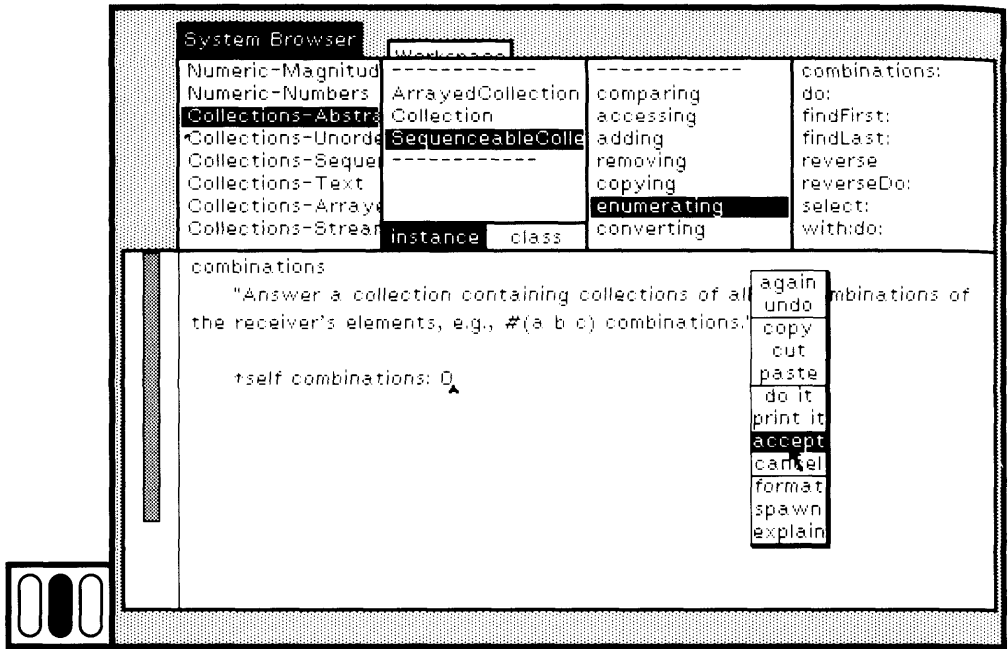 System Browser
Workspace
Numeric-Magnitud
Numeric-Numbers
Collections-Abstra
Collections-Unorde
Collections-Sequen
Collections-Text
Collections-Arraye
Collections-Stream
------------
ArrayedCollection
Collection
SequenceableColle
------------
instance class
------------
comparing
accessing
adding
removing
copying
enumerating
converting
combinations:
do:
findFirst:
findLast:
reverse
reverseDo:
select:
with:do:
combinations
"Answer a collection containing collections of all mbinations of
the receiver's elements, e.g., #(a b c) combinations."
↑self combinations: 0
again
undo
copy
cut
paste
do it
print it
accept
cancel
format
spawn
explain